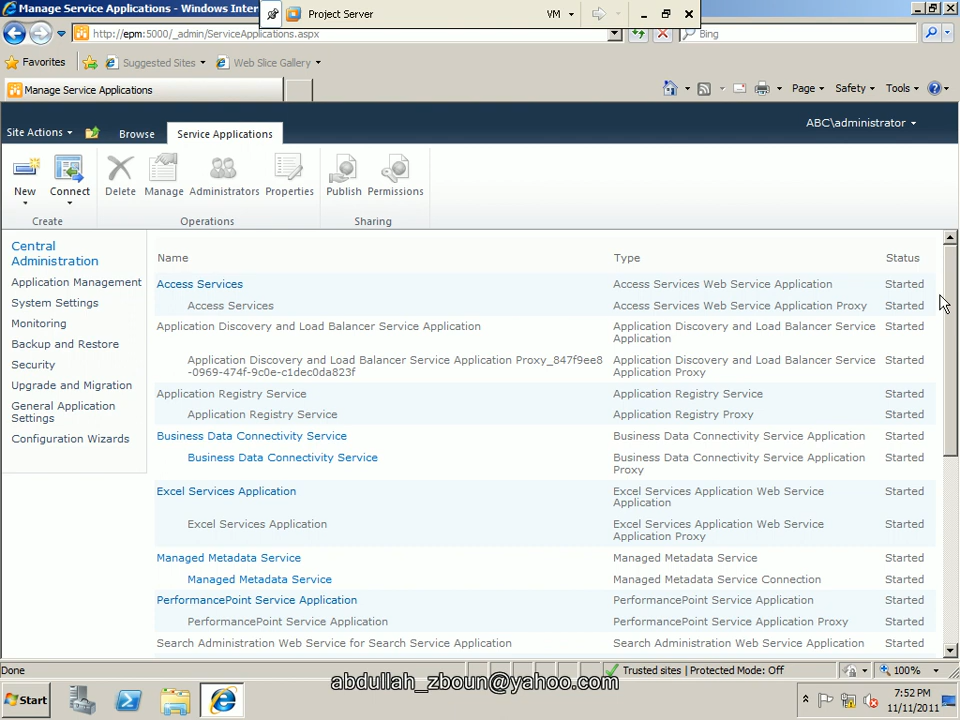 Manage Service Applications - Windows Inter
Project Server
VM
http://epm:5000/_admin/ServiceApplications.aspx
Bing
Favorites
Suggested Sites
Web Slice Gallery
Manage Service Applications
Page
Safety
Tools
Site Actions
Browse
Service Applications
ABC\administrator
New
Connect
Delete
Manage
Administrators
Properties
Publish
Permissions
Create
Operations
Sharing
Central
Administration
Application Management
System Settings
Monitoring
Backup and Restore
Security
Upgrade and Migration
General Application
Settings
Configuration Wizards
Name Type Status
Access Services Access Services Web Service Application Started
Access Services Access Services Web Service Application Proxy Started
Application Discovery and Load Balancer Service Application Application Discovery and Load Balancer Service Started
Application
Application Discovery and Load Balancer Service Application Proxy_847f9ee8 Application Discovery and Load Balancer Service Started
-0969-474f-9c0e-c1dec0da823f Application Proxy
Application Registry Service Application Registry Service Started
Application Registry Service Application Registry Proxy Started
Business Data Connectivity Service Business Data Connectivity Service Application Started
Business Data Connectivity Service Business Data Connectivity Service Application Started
Proxy
Excel Services Application Excel Services Application Web Service Started
Application
Excel Services Application Excel Services Application Web Service Started
Application Proxy
Managed Metadata Service Managed Metadata Service Started
Managed Metadata Service Managed Metadata Service Connection Started
PerformancePoint Service Application PerformancePoint Service Application Started
PerformancePoint Service Application PerformancePoint Service Application Proxy Started
Search Administration Web Service for Search Service Application Search Administration Web Service Application Started
Done
Trusted sites | Protected Mode: Off
100%
abdullah_zboun@yahoo.com
Start
7:52 PM
11/11/2011